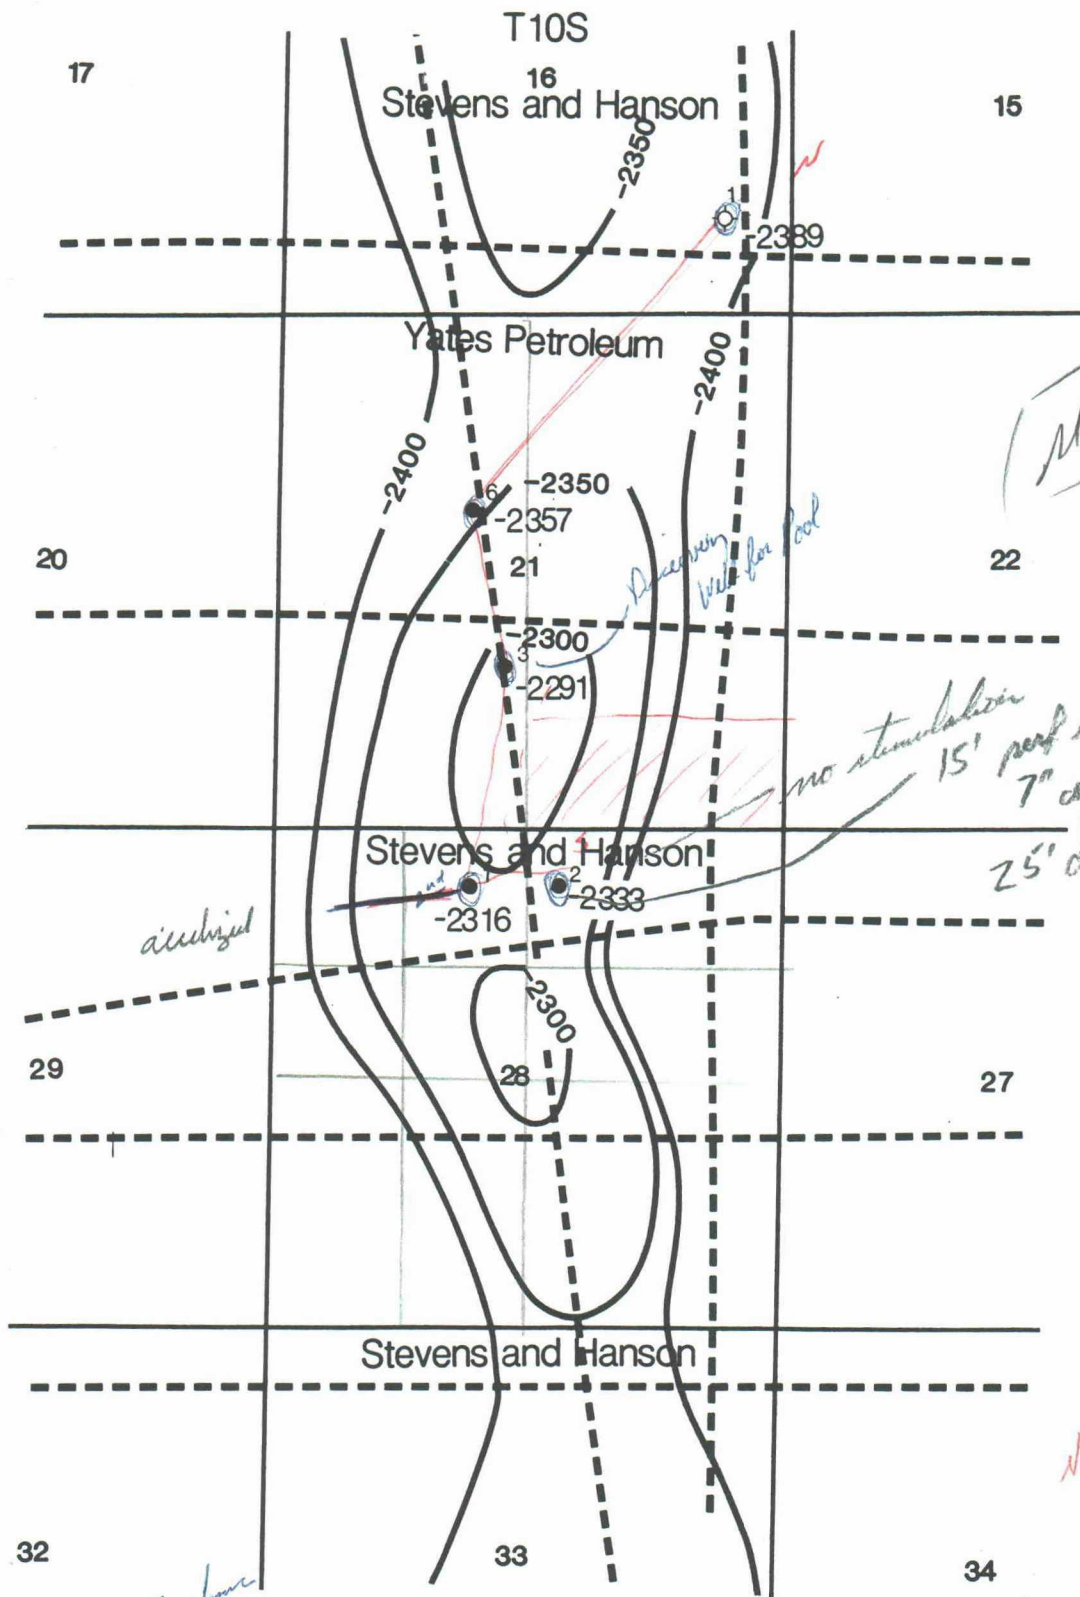 T10S
17
16
Stevens and Hanson
15
-2350
1
-2389
Yates Petroleum
-2400
-2400
6
-2350
-2357
20
21
22
Discovery
Well for Pool
-2300
3
-2291
no stimulation
15' perf
7"
25'
Stevens and Hanson
1
2
2nd
-2333
-2316
acidized
-2300
29
28
27
Stevens and Hanson
32
33
34